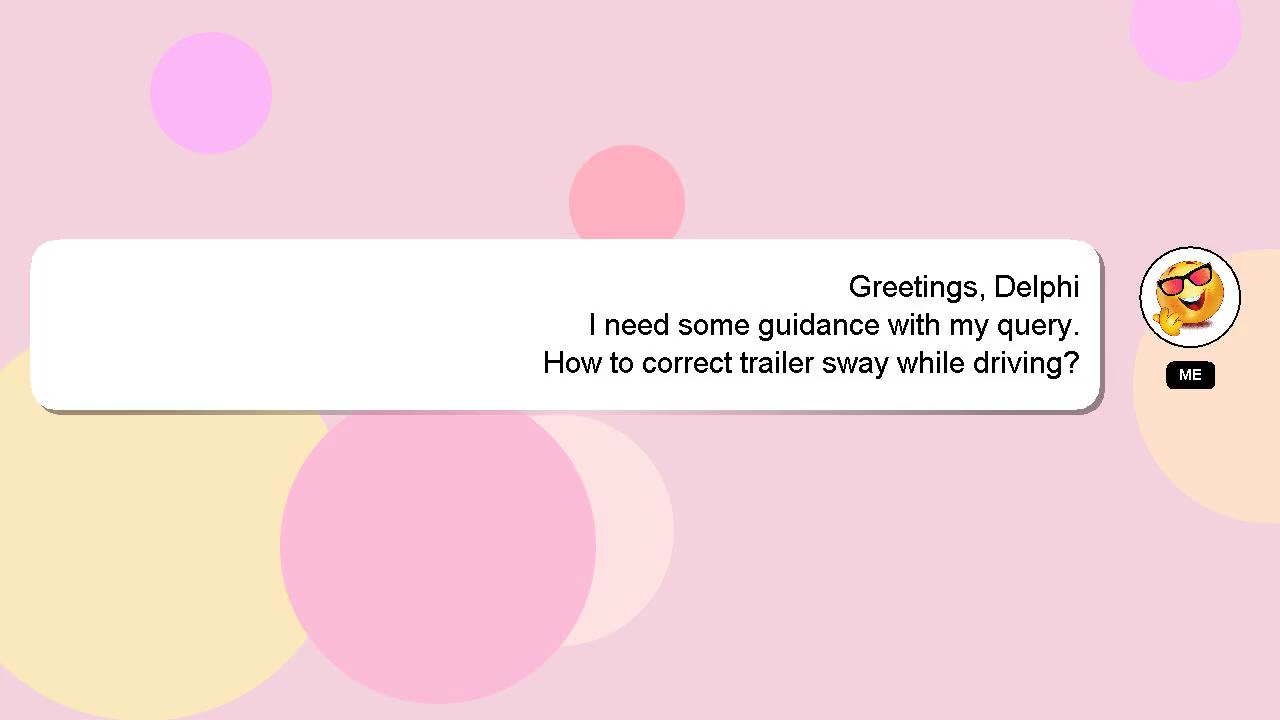 Greetings, Delphi
I need some guidance with my query.
How to correct trailer sway while driving?
ME